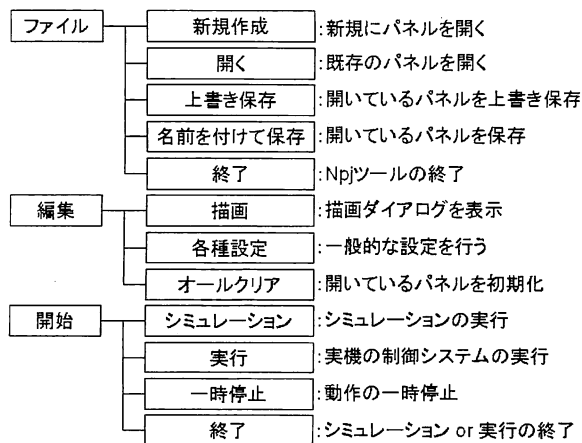 ファイル 新規作成 :新規にパネルを開く
開く :既存のパネルを開く
上書き保存 :開いているパネルを上書き保存
名前を付けて保存 :開いているパネルを保存
終了 :Npjツールの終了
編集 描画 :描画ダイアログを表示
各種設定 :一般的な設定を行う
オールクリア :開いているパネルを初期化
開始 シミュレーション :シミュレーションの実行
実行 :実機の制御システムの実行
一時停止 :動作の一時停止
終了 :シミュレーション or 実行の終了